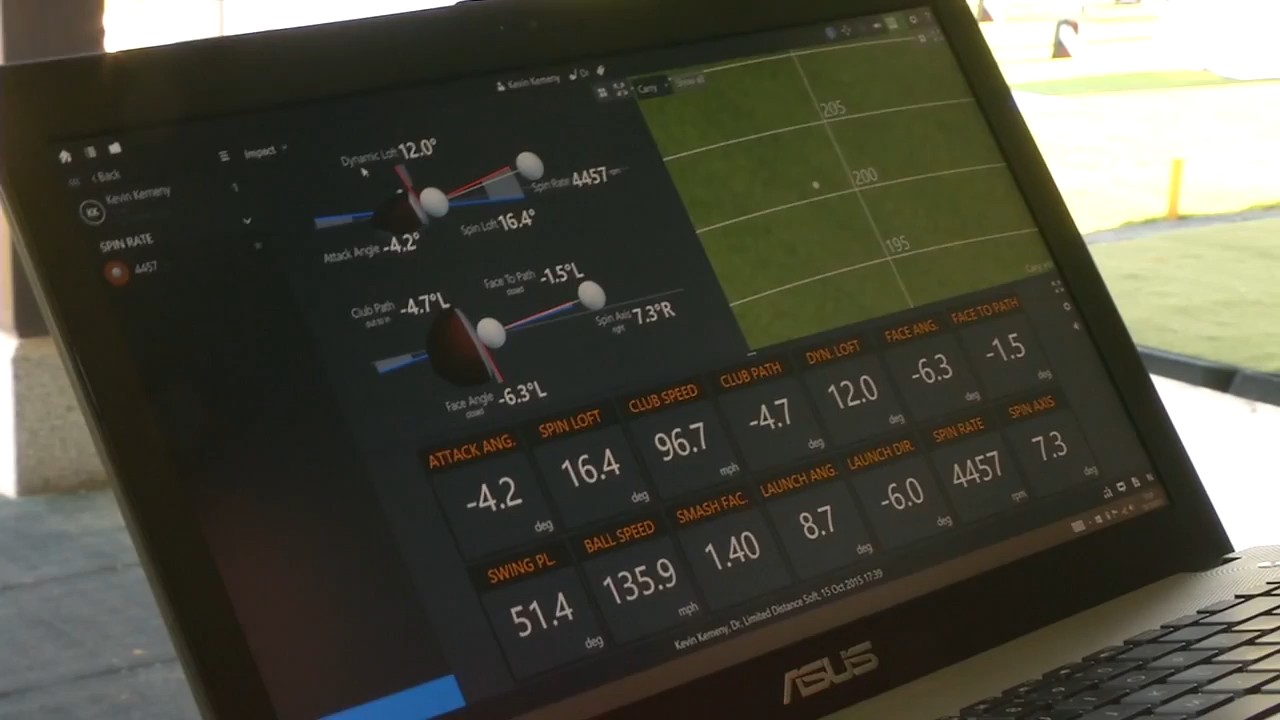 Kevin Kemeny
Dr
Carry
Show all
205
200
195
< Back
Impact
1
KK
Kevin Kemeny
SPIN RATE
4457
Dynamic Loft 12.0°
Spin Rate 4457 rpm
Attack Angle -4.2°
Spin Loft 16.4°
Club Path -4.7°L
out to in
Face To Path -1.5°L
closed
Spin Axis 7.3°R
right
Face Angle -6.3°L
closed
ATTACK ANG.
-4.2
deg
SPIN LOFT
16.4
deg
CLUB SPEED
96.7
mph
CLUB PATH
-4.7
deg
DYN. LOFT
12.0
deg
FACE ANG.
-6.3
deg
FACE TO PATH
-1.5
deg
SWING PL.
51.4
deg
BALL SPEED
135.9
mph
SMASH FAC.
1.40
LAUNCH ANG.
8.7
deg
LAUNCH DIR
-6.0
deg
SPIN RATE
4457
rpm
SPIN AXIS
7.3
deg
Kevin Kemeny, Dr, Limited Distance Soft, 15 Oct 2015 17:39
ASUS